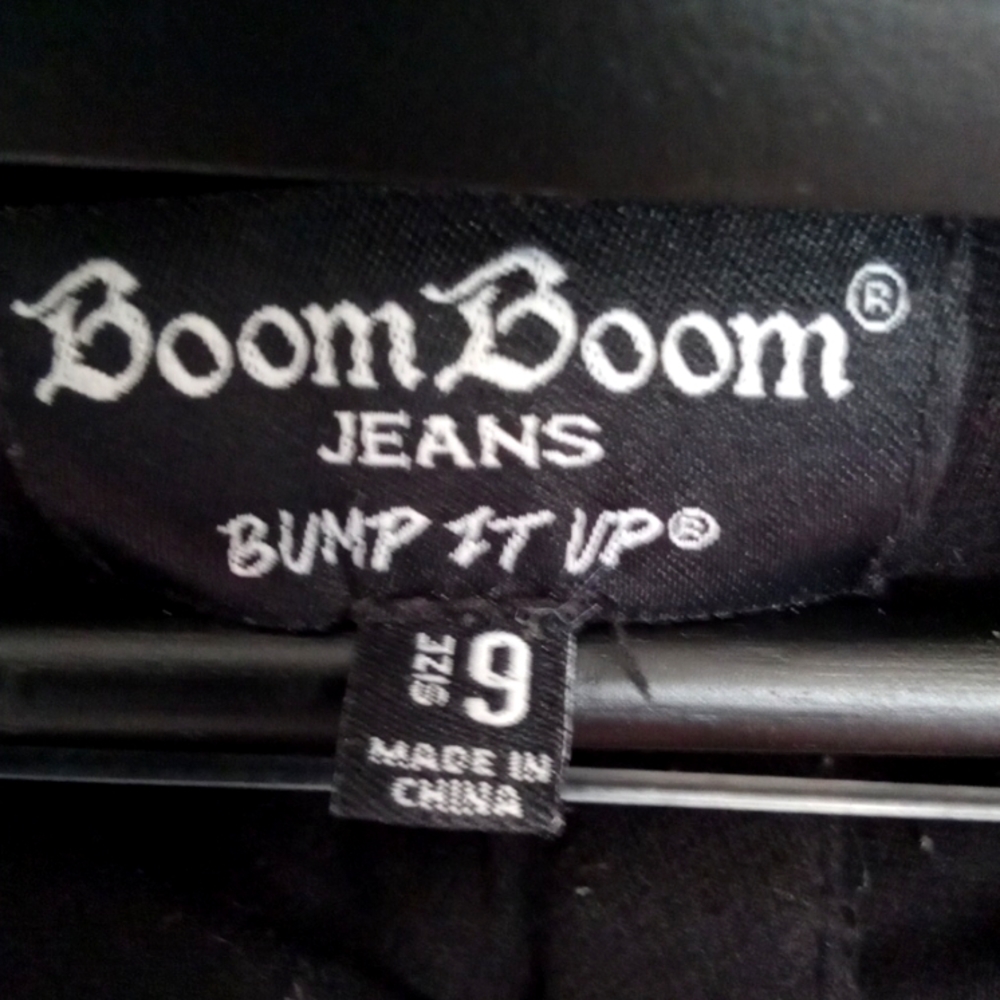 Boom Boom®
JEANS
BUMP IT UP®
SIZE 9
MADE IN
CHINA